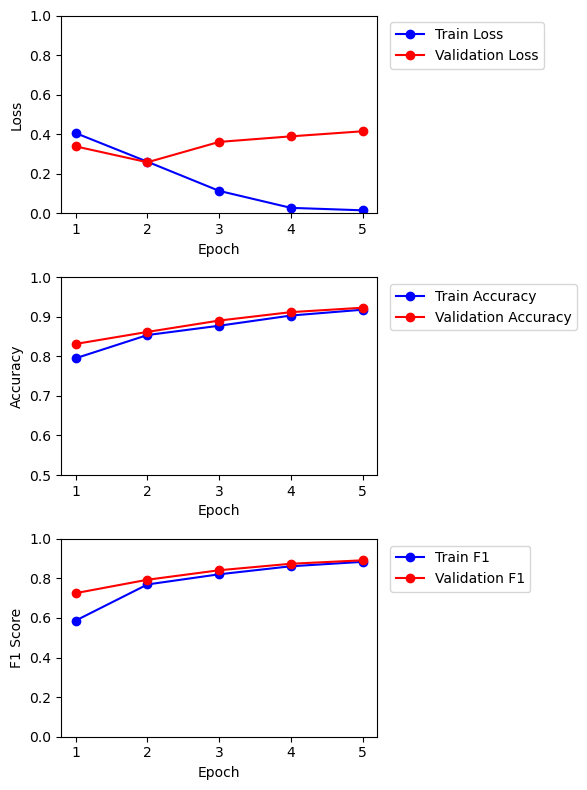 1.0
0.8
0.6
0.4
0.2
0.0
Loss
1 2 3 4 5
Epoch
Train Loss
Validation Loss
1.0
0.9
0.8
0.7
0.6
0.5
Accuracy
1 2 3 4 5
Epoch
Train Accuracy
Validation Accuracy
1.0
0.8
0.6
0.4
0.2
0.0
F1 Score
1 2 3 4 5
Epoch
Train F1
Validation F1